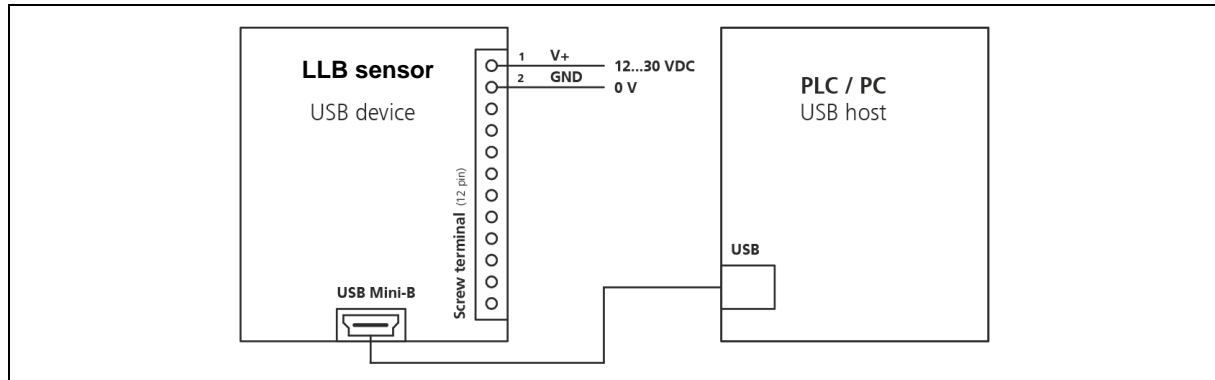 LLB sensor
USB device
1 V+ 12...30 VDC
2 GND 0 V
Screw terminal (12 pin)
USB Mini-B
PLC / PC
USB host
USB